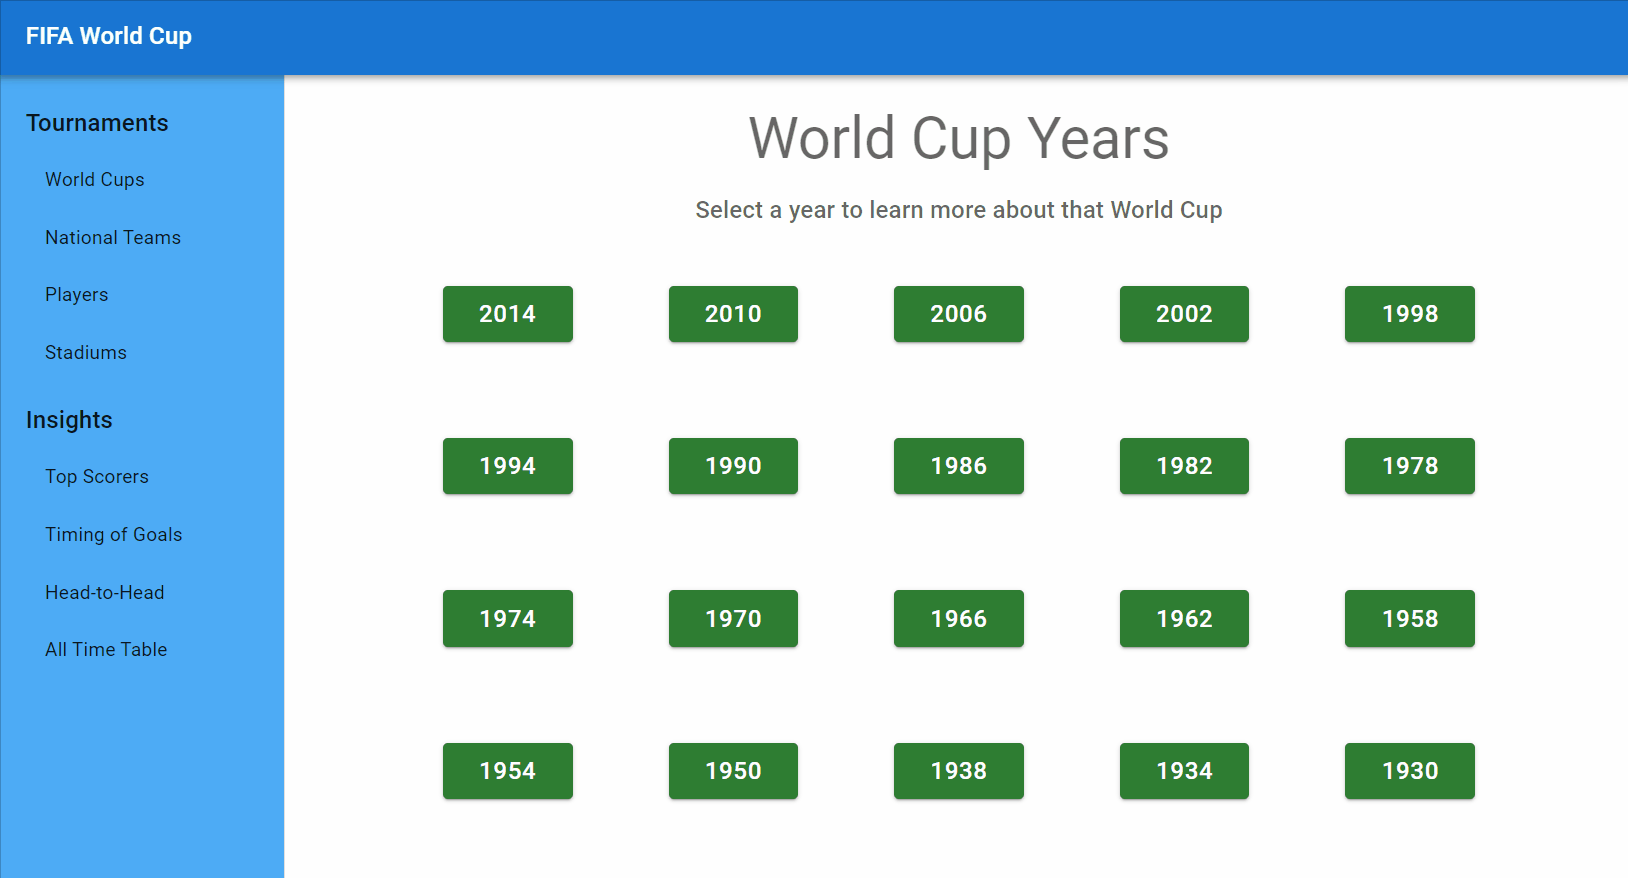 FIFA World Cup
Tournaments
World Cups
National Teams
Players
Stadiums
Insights
Top Scorers
Timing of Goals
Head-to-Head
All Time Table
World Cup Years
Select a year to learn more about that World Cup
2014 2010 2006 2002 1998
1994 1990 1986 1982 1978
1974 1970 1966 1962 1958
1954 1950 1938 1934 1930